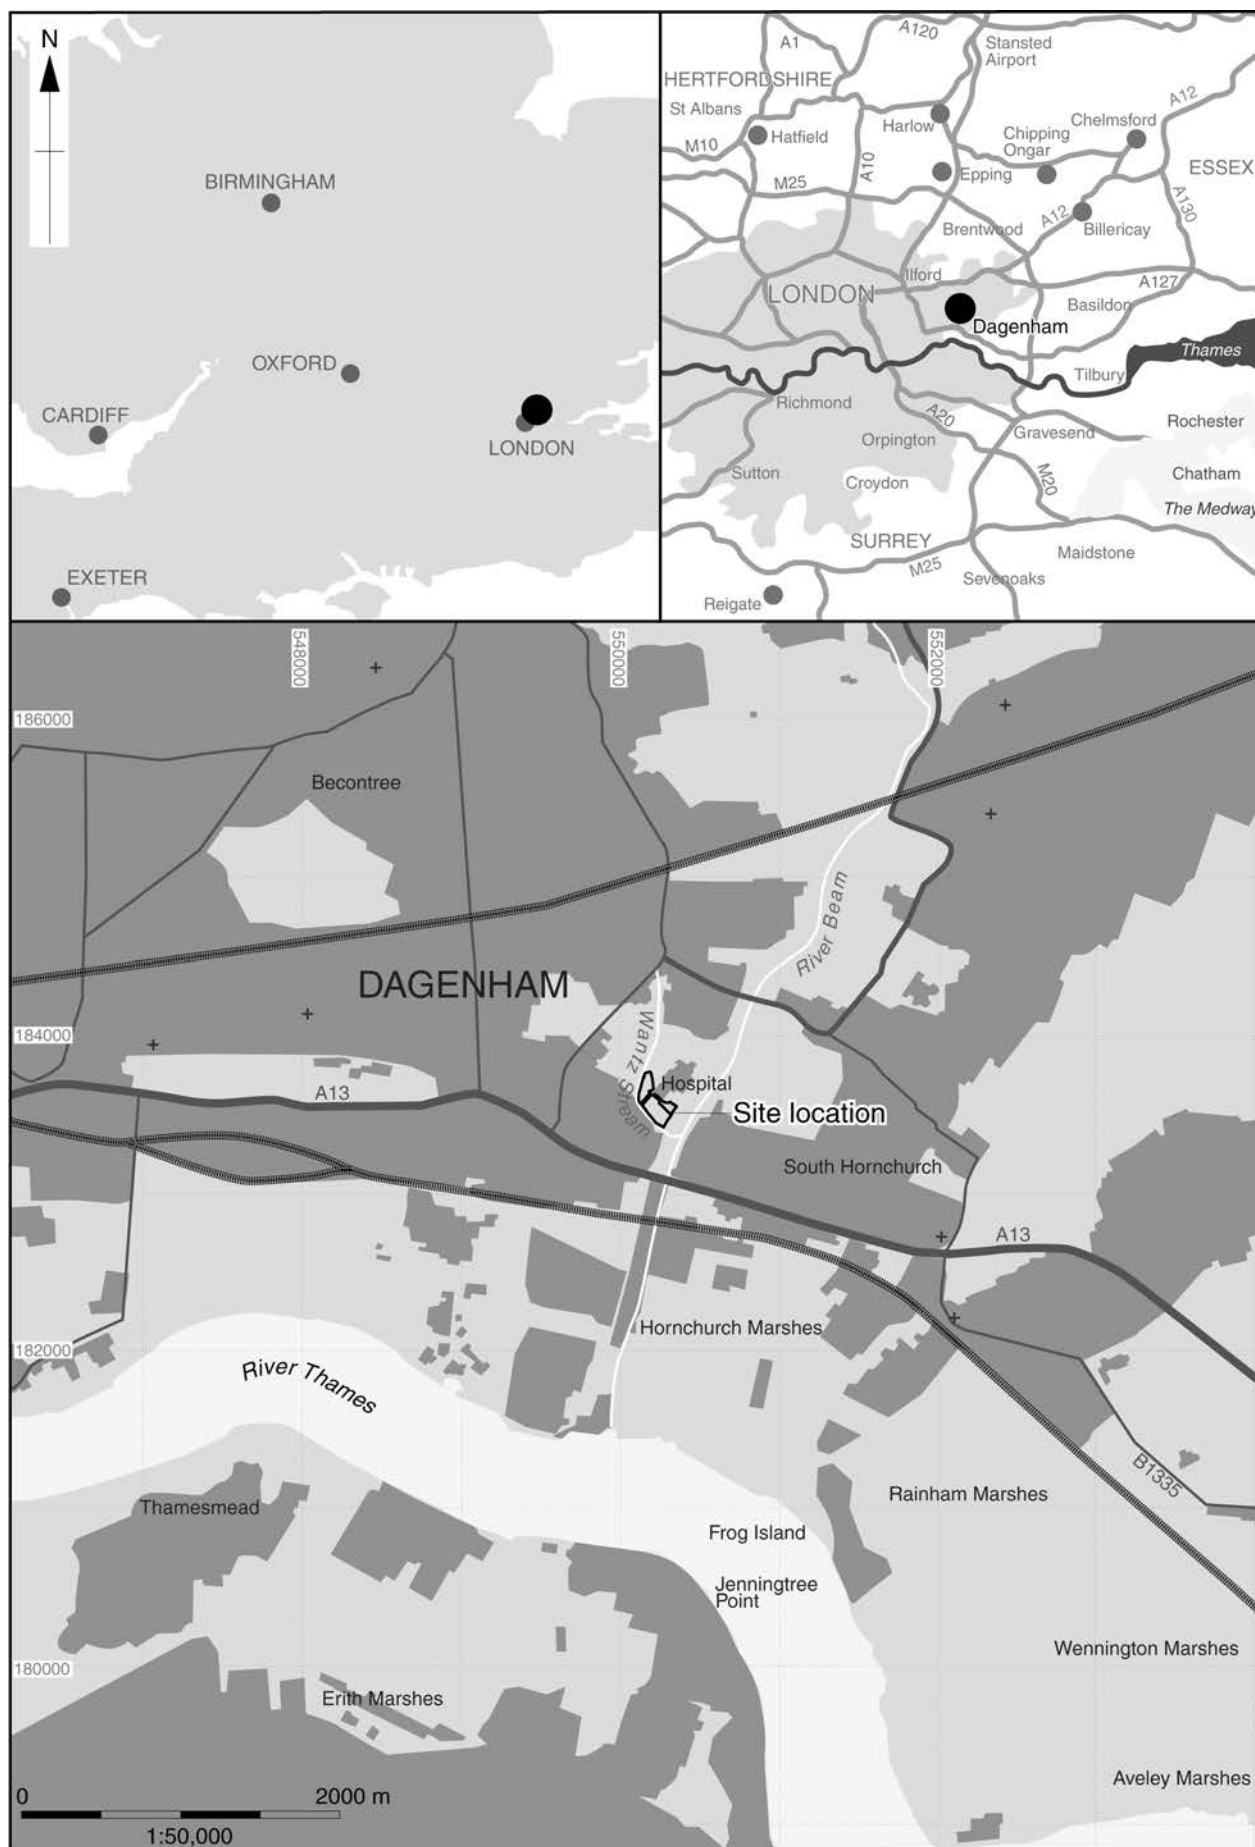 N
BIRMINGHAM
OXFORD
CARDIFF
LONDON
EXETER
A1
A120
Stansted
Airport
HERTFORDSHIRE
St Albans
Hatfield
Harlow
Chipping
Ongar
Chelmsford
A12
M10
A10
Epping
ESSEX
M25
A130
Brentwood
A12
Billericay
Ilford
LONDON
A127
Basildon
Dagenham
Thames
Tilbury
Richmond
A20
Rochester
Orpington
Gravesend
Sutton
Croydon
M20
Chatham
The Medway
SURREY
M25
Maidstone
Sevenoaks
Reigate
548000
550000
552000
186000
Becontree
River Beam
DAGENHAM
184000
Wantz Stream
Hospital
A13
Site location
South Hornchurch
A13
Hornchurch Marshes
182000
River Thames
B1335
Rainham Marshes
Thamesmead
Frog Island
Jenningtree
Point
Wennington Marshes
180000
Erith Marshes
Aveley Marshes
0
2000 m
1:50,000